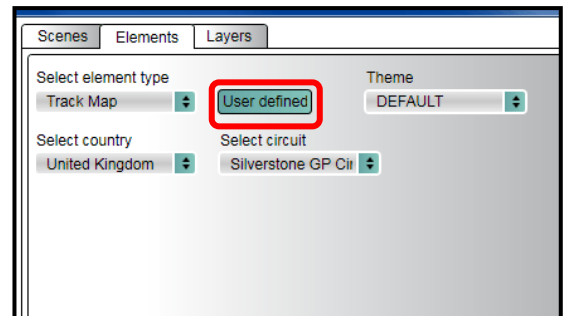 Scenes Elements Layers
Select element type Theme
Track Map User defined DEFAULT
Select country Select circuit
United Kingdom Silverstone GP Cir